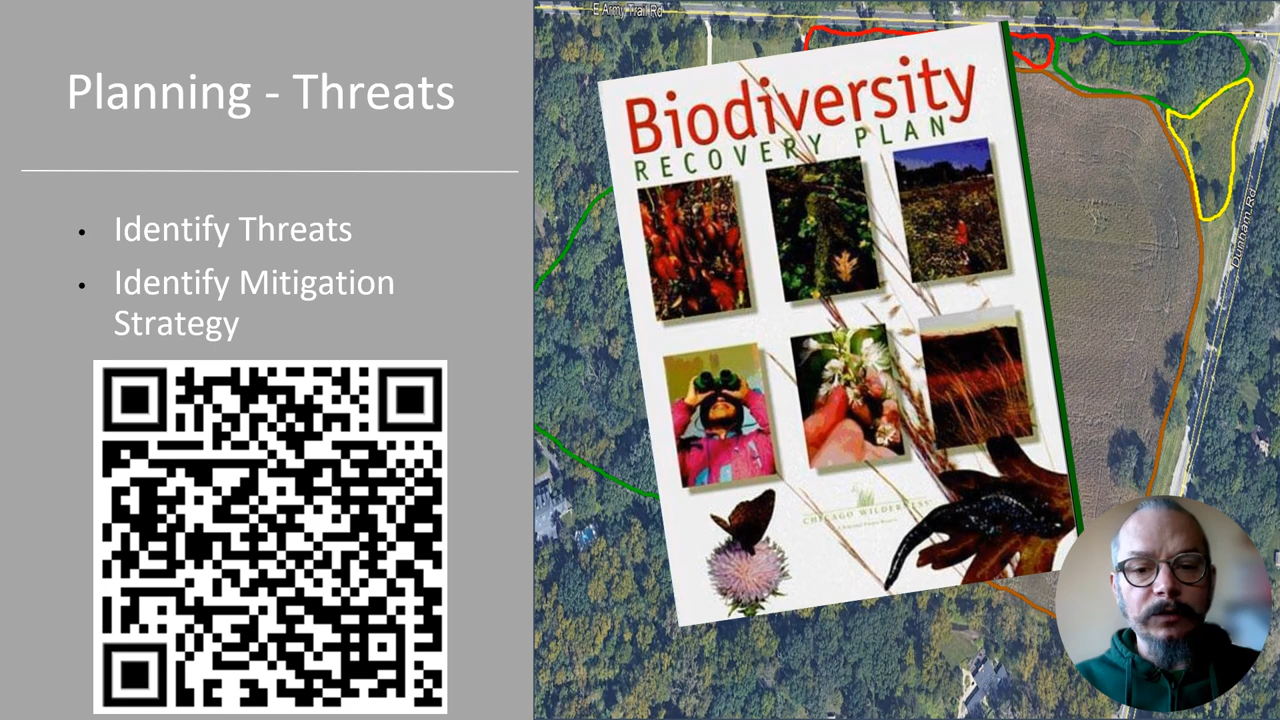 Planning - Threats
• Identify Threats
• Identify Mitigation
Strategy
E Army Trail Rd
Dunham Rd
Biodiversity
RECOVERY PLAN
CHICAGO WILDERNESS